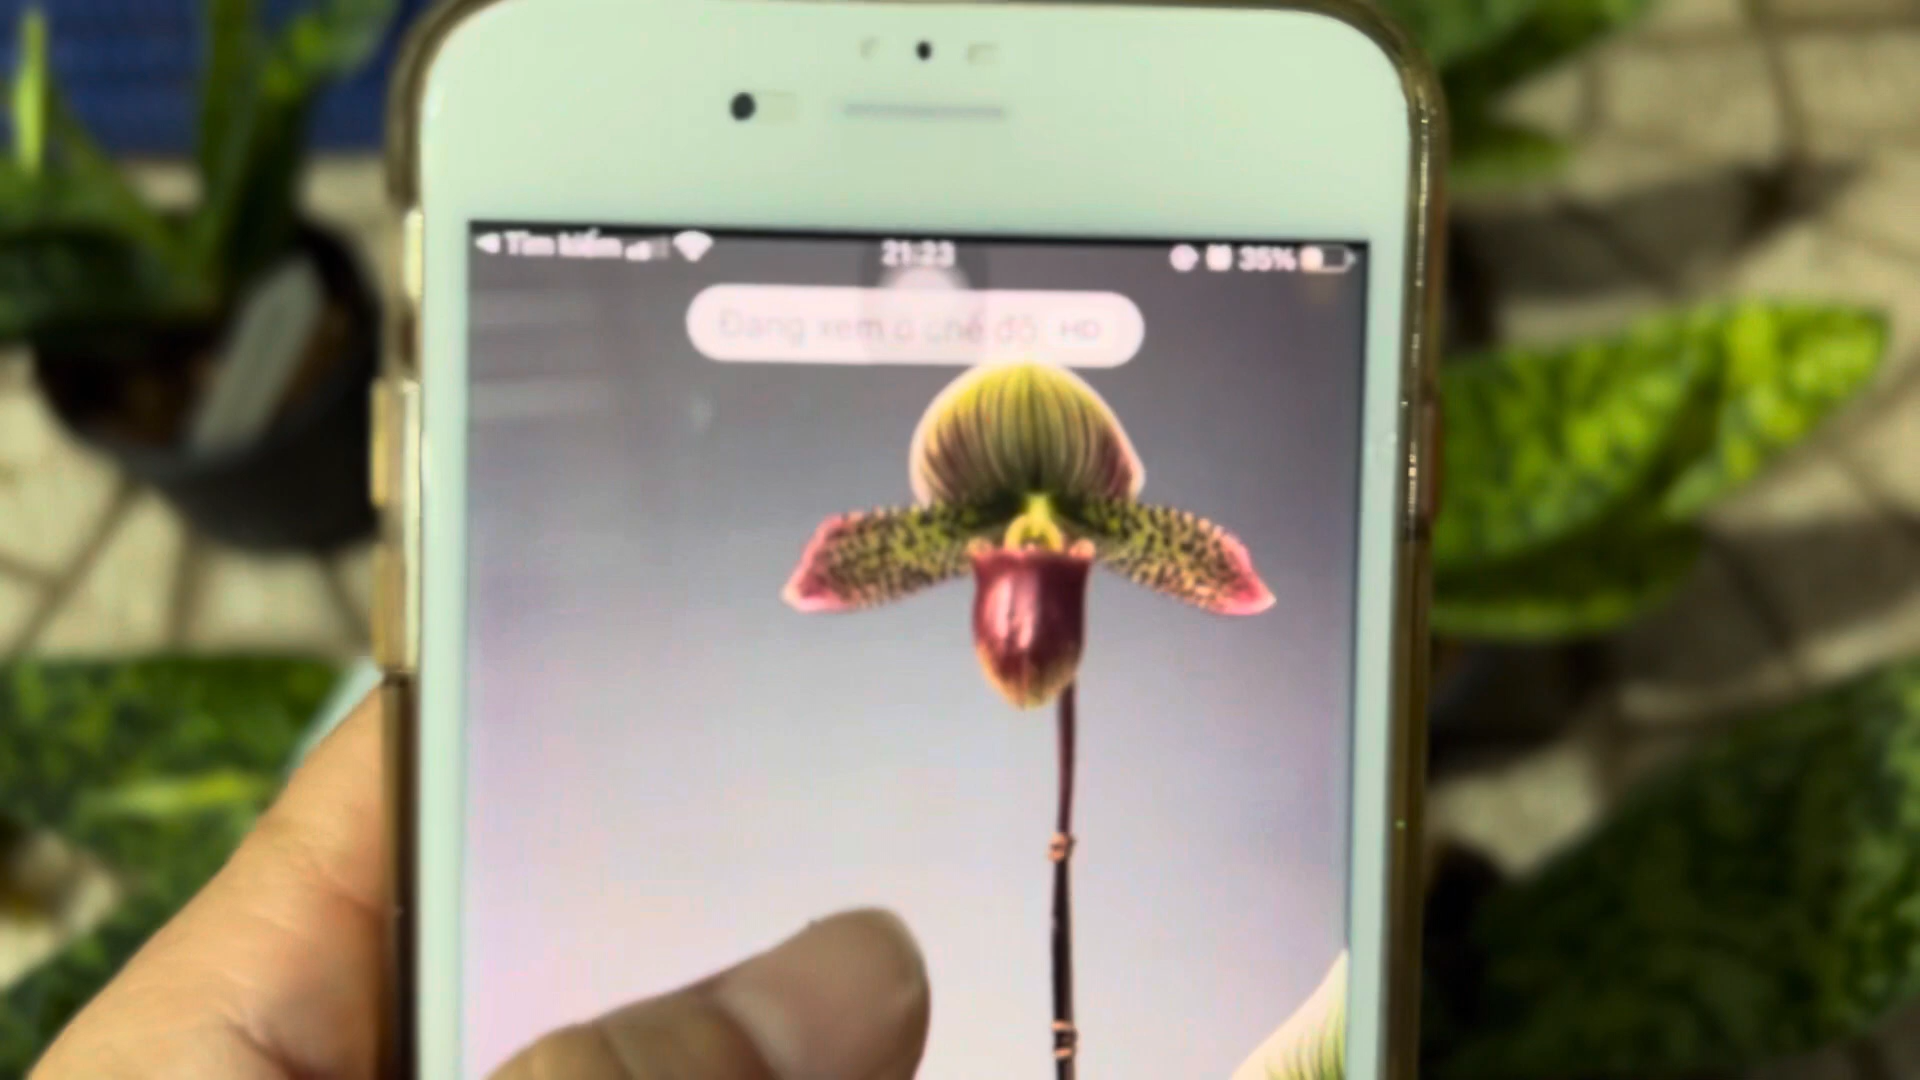 Tìm kiếm
21:23
35%
Đang xem ở chế độ HD